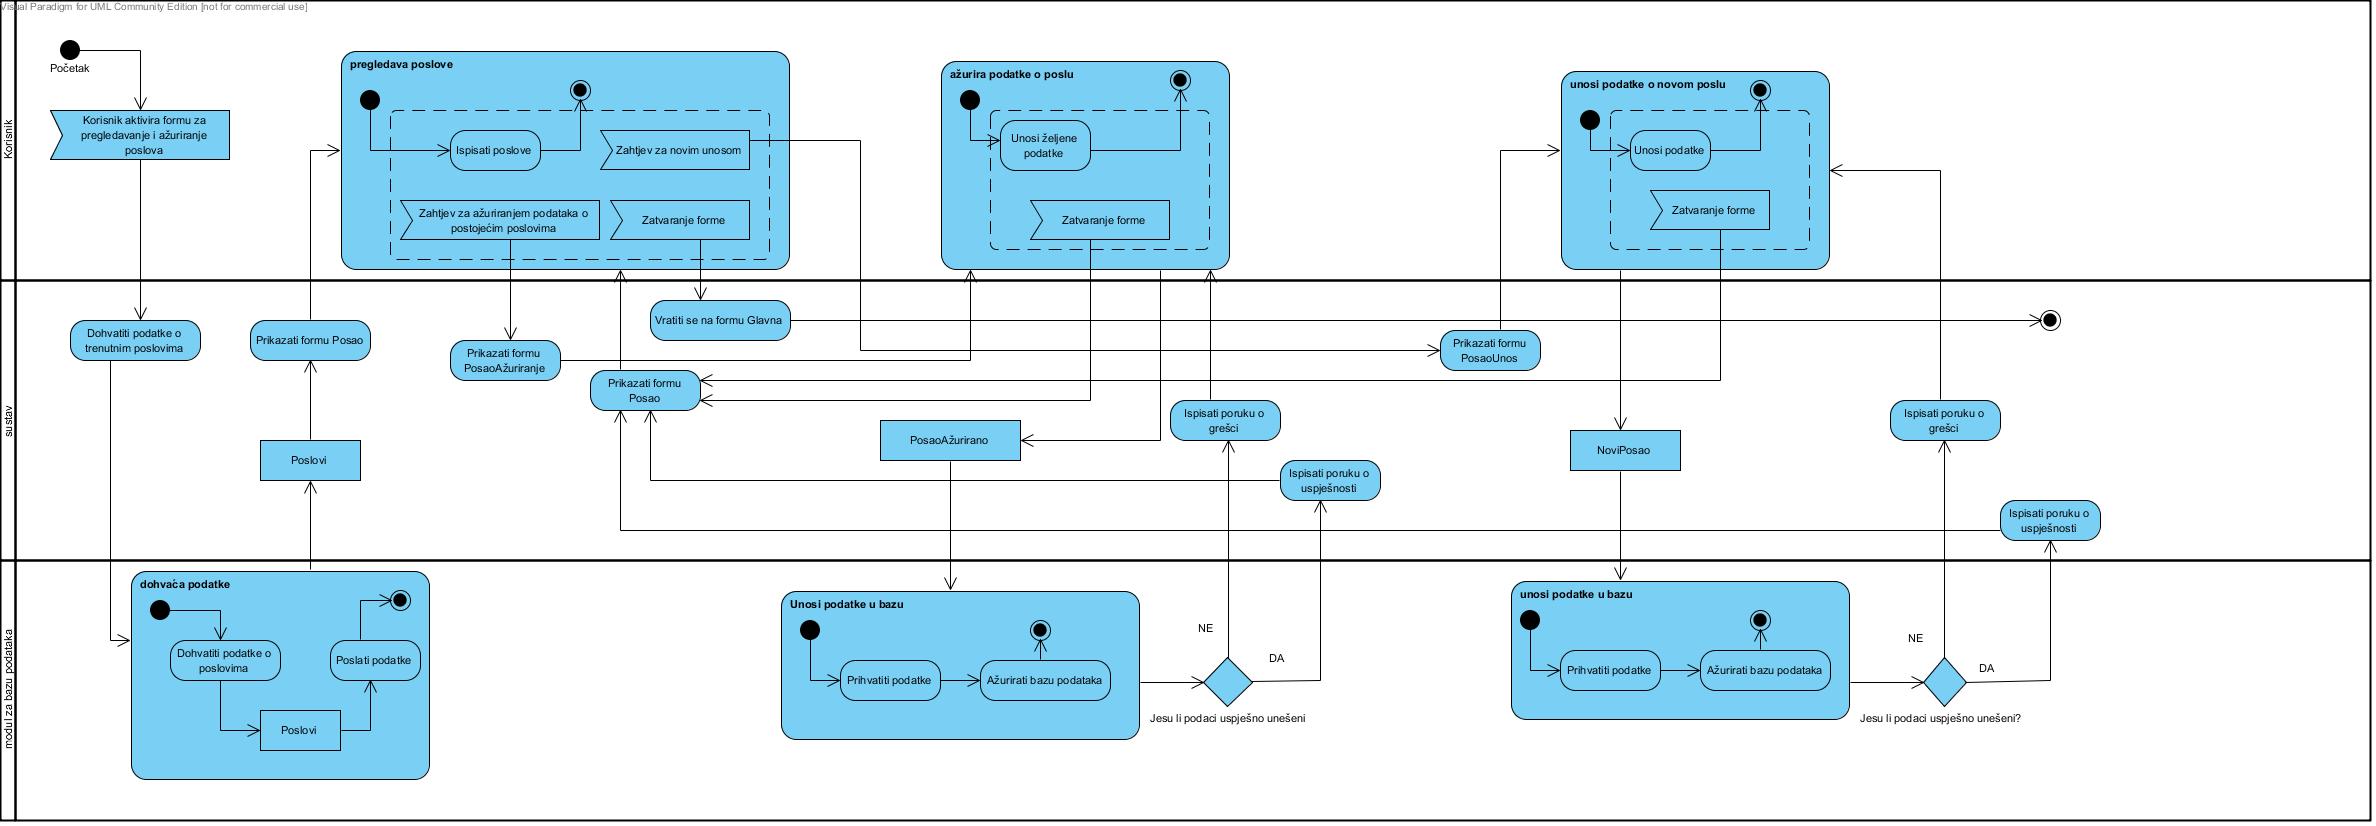 Visual Paradigm for UML Community Edition [not for commercial use]
Korisnik
Početak
Korisnik aktivira formu za
pregledavanje i ažuriranje
poslova
pregledava poslove
Ispisati poslove
Zahtjev za novim unosom
Zahtjev za ažuriranjem podataka o
postojećim poslovima
Zatvaranje forme
ažurira podatke o poslu
Unosi željene
podatke
Zatvaranje forme
unosi podatke o novom poslu
Unosi podatke
Zatvaranje forme
sustav
Dohvatiti podatke o
trenutnim poslovima
Prikazati formu Posao
Prikazati formu
PosaoAžuriranje
Vratiti se na formu Glavna
Prikazati formu
Posao
Prikazati formu
PosaoUnos
Poslovi
PosaoAžurirano
Ispisati poruku o
grešci
Ispisati poruku o
uspješnosti
NoviPosao
Ispisati poruku o
grešci
Ispisati poruku o
uspješnosti
modul za bazu podataka
dohvaća podatke
Dohvatiti podatke o
poslovima
Poslati podatke
Poslovi
Unosi podatke u bazu
Prihvatiti podatke
Ažurirati bazu podataka
NE
DA
Jesu li podaci uspješno unešeni
unosi podatke u bazu
Prihvatiti podatke
Ažurirati bazu podataka
NE
DA
Jesu li podaci uspješno unešeni?